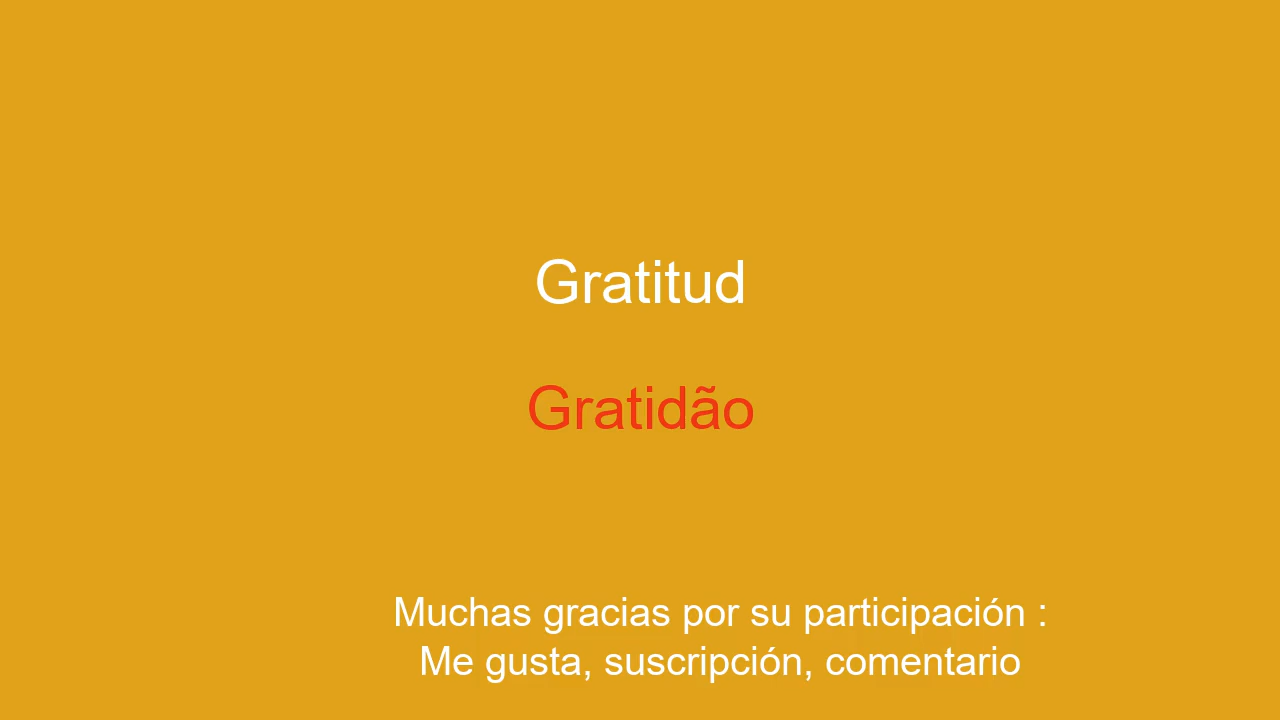 Gratitud
Gratidão
Muchas gracias por su participación :
Me gusta, suscripción, comentario